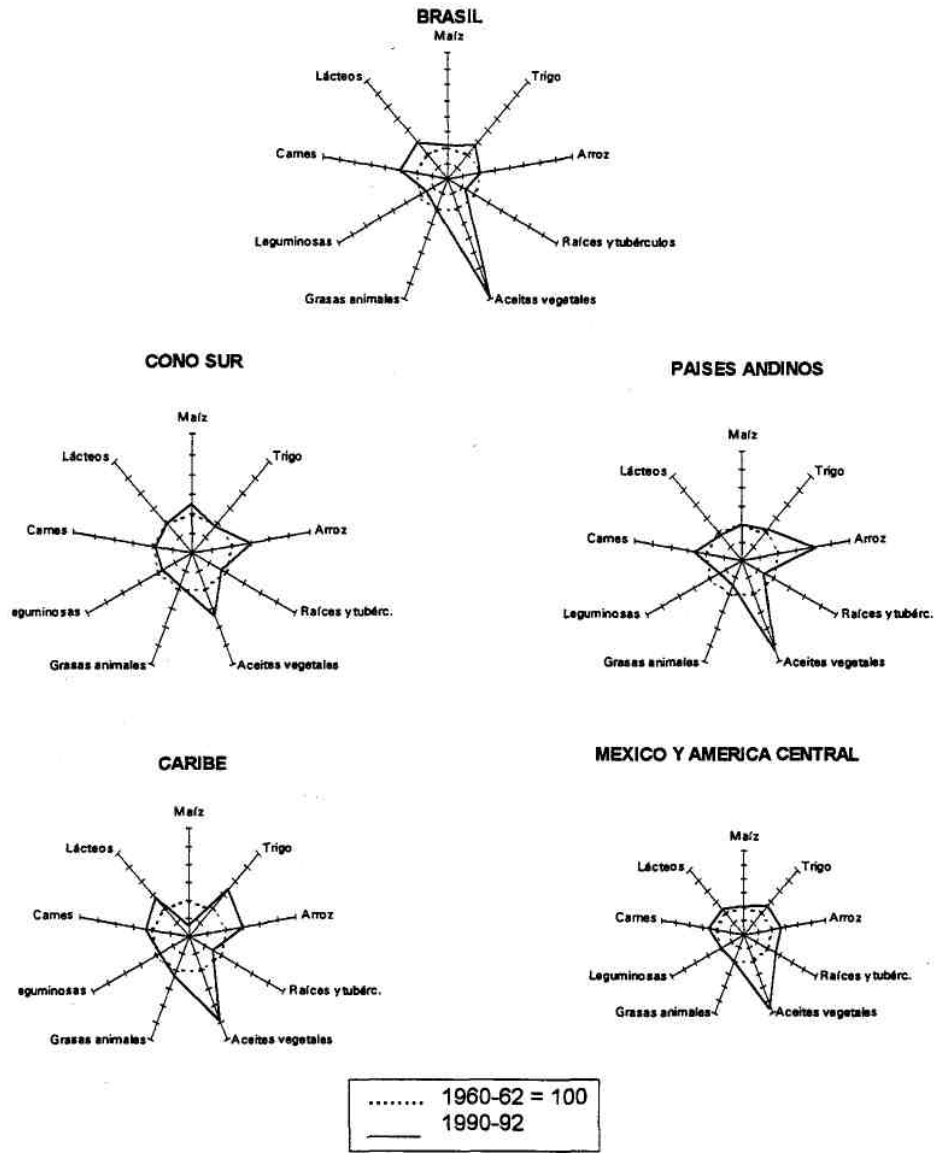 BRASIL
Maíz
Lácteos
Trigo
Carnes
Arroz
Leguminosas
Raíces y tubérculos
Grasas animales
Aceites vegetales
CONO SUR
Maíz
Lácteos
Trigo
Carnes
Arroz
eguminosas
Raíces y tubérc.
Grasas animales
Aceites vegetales
PAISES ANDINOS
Maíz
Lácteos
Trigo
Carnes
Arroz
Leguminosas
Raíces y tubérc.
Grasas animales
Aceites vegetales
CARIBE
Maíz
Lácteos
Trigo
Carnes
Arroz
eguminosas
Raíces y tubérc.
Grasas animales
Aceites vegetales
MEXICO Y AMERICA CENTRAL
Maíz
Lácteos
Trigo
Carnes
Arroz
Leguminosas
Raíces y tubérc.
Grasas animales
Aceites vegetales
1960-62 = 100
1990-92